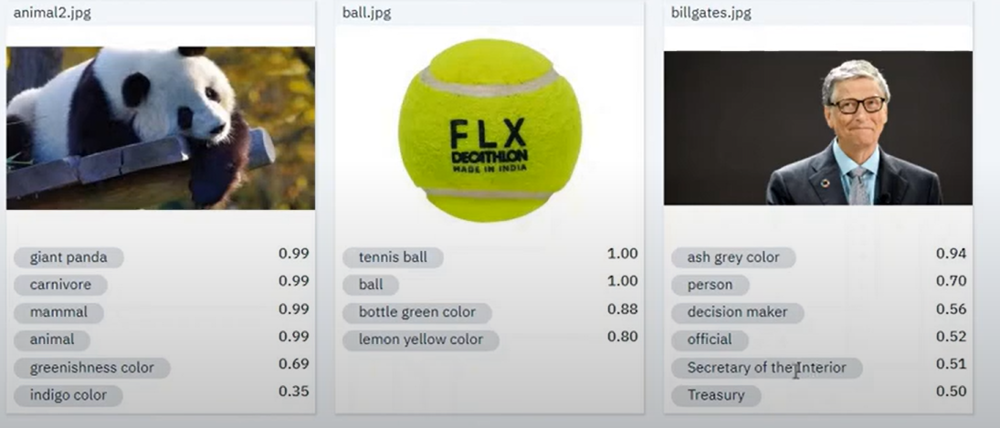 animal2.jpg
giant panda 0.99
carnivore 0.99
mammal 0.99
animal 0.99
greenishness color 0.69
indigo color 0.35
ball.jpg
FLX
DECATHLON
MADE IN INDIA
tennis ball 1.00
ball 1.00
bottle green color 0.88
lemon yellow color 0.80
billgates.jpg
ash grey color 0.94
person 0.70
decision maker 0.56
official 0.52
Secretary of the Interior 0.51
Treasury 0.50